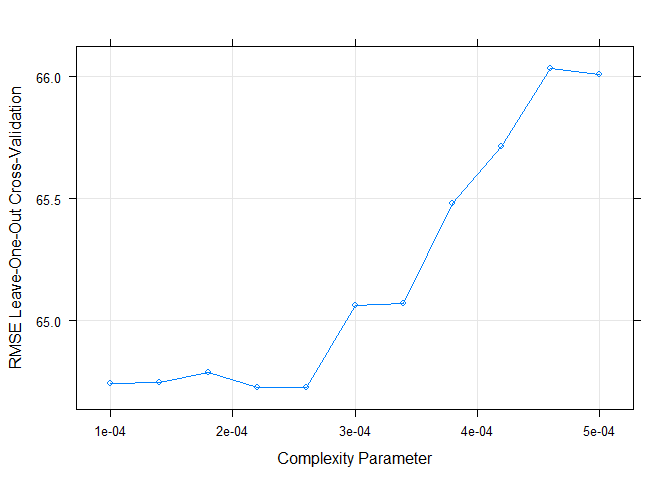 RMSE Leave-One-Out Cross-Validation
66.0
65.5
65.0
1e-04 2e-04 3e-04 4e-04 5e-04
Complexity Parameter